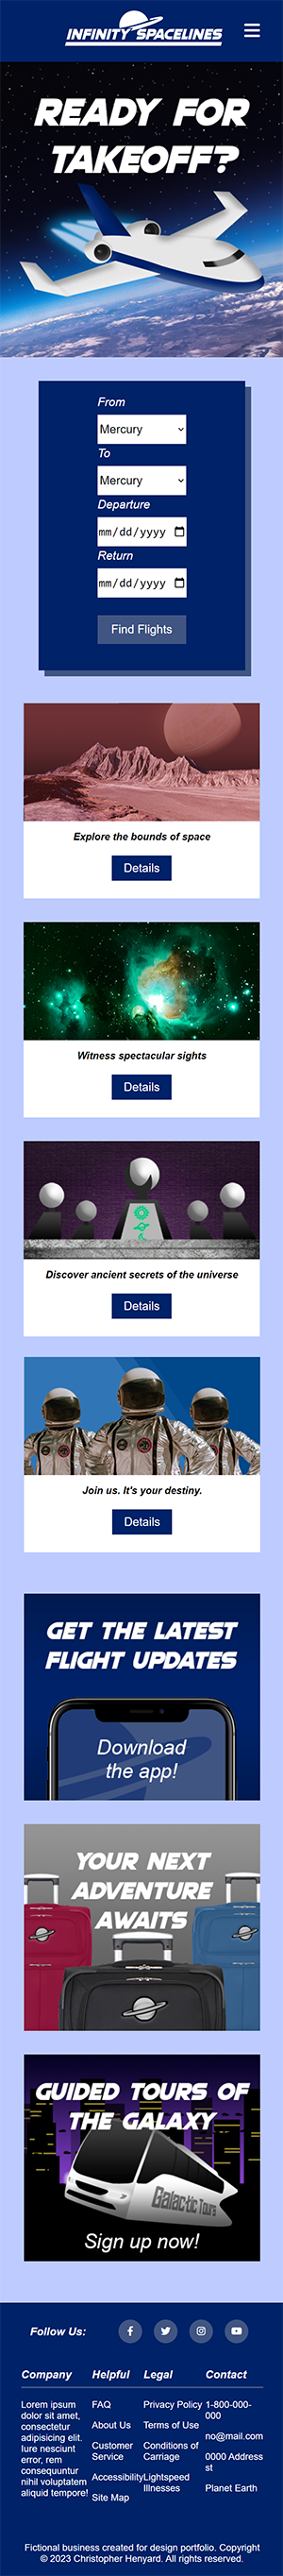 INFINITY SPACELINES
READY FOR
TAKEOFF?
From
Mercury
To
Mercury
Departure
mm/dd/yyyy
Return
mm/dd/yyyy
Find Flights
Explore the bounds of space
Details
Witness spectacular sights
Details
Discover ancient secrets of the universe
Details
Join us. It's your destiny.
Details
GET THE LATEST
FLIGHT UPDATES
Download
the app!
YOUR NEXT
ADVENTURE
AWAITS
GUIDED TOURS OF
THE GALAXY
Galactic Tours
Sign up now!
Follow Us:
Company
Lorem ipsum
dolor sit amet,
consectetur
adipisicing elit.
Iure nesciunt
error, rem
consequuntur
nihil voluptatem
aliquid tempore!
Helpful
FAQ
About Us
Customer
Service
Accessibility
Site Map
Legal
Privacy Policy
Terms of Use
Conditions of
Carriage
Lightspeed
Illnesses
Contact
1-800-000-
000
no@mail.com
0000 Address
st
Planet Earth
Fictional business created for design portfolio. Copyright
© 2023 Christopher Henyard. All rights reserved.